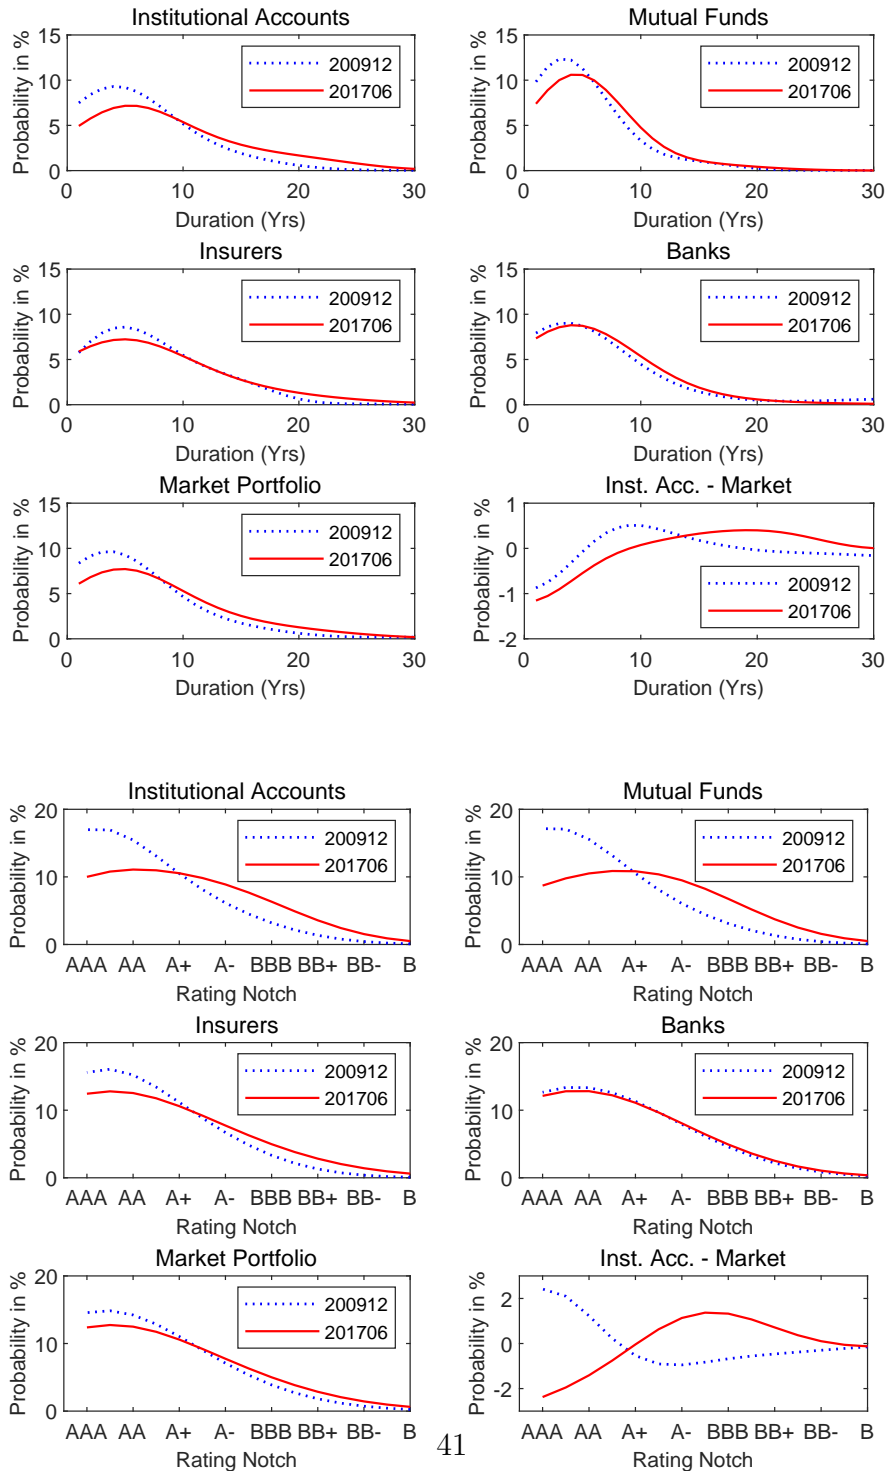 Institutional Accounts
Probability in %
15
10
5
0
0 10 20 30
Duration (Yrs)
200912
201706
Mutual Funds
Probability in %
15
10
5
0
0 10 20 30
Duration (Yrs)
200912
201706
Insurers
Probability in %
15
10
5
0
0 10 20 30
Duration (Yrs)
200912
201706
Banks
Probability in %
15
10
5
0
0 10 20 30
Duration (Yrs)
200912
201706
Market Portfolio
Probability in %
15
10
5
0
0 10 20 30
Duration (Yrs)
200912
201706
Inst. Acc. - Market
Probability in %
1
0
-1
-2
0 10 20 30
Duration (Yrs)
200912
201706
Institutional Accounts
Probability in %
20
10
0
AAA AA A+ A- BBB BB+ BB- B
Rating Notch
200912
201706
Mutual Funds
Probability in %
20
10
0
AAA AA A+ A- BBB BB+ BB- B
Rating Notch
200912
201706
Insurers
Probability in %
20
10
0
AAA AA A+ A- BBB BB+ BB- B
Rating Notch
200912
201706
Banks
Probability in %
20
10
0
AAA AA A+ A- BBB BB+ BB- B
Rating Notch
200912
201706
Market Portfolio
Probability in %
20
10
0
AAA AA A+ A- BBB BB+ BB- B
Rating Notch
200912
201706
Inst. Acc. - Market
Probability in %
2
0
-2
AAA AA A+ A- BBB BB+ BB- B
Rating Notch
200912
201706
41